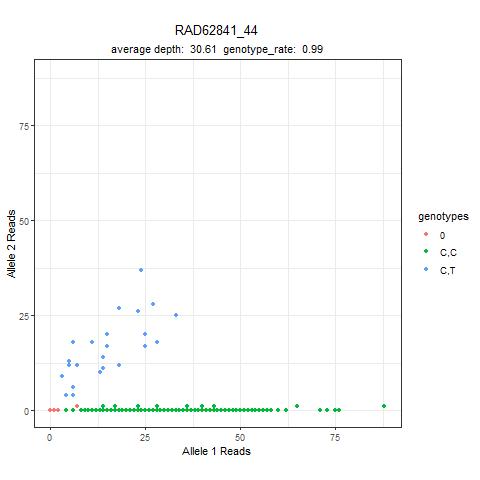 RAD62841_44
average depth:  30.61  genotype_rate:  0.99
75
50
25
0
Allele 2 Reads
0
25
50
75
Allele 1 Reads
genotypes
0
C,C
C,T